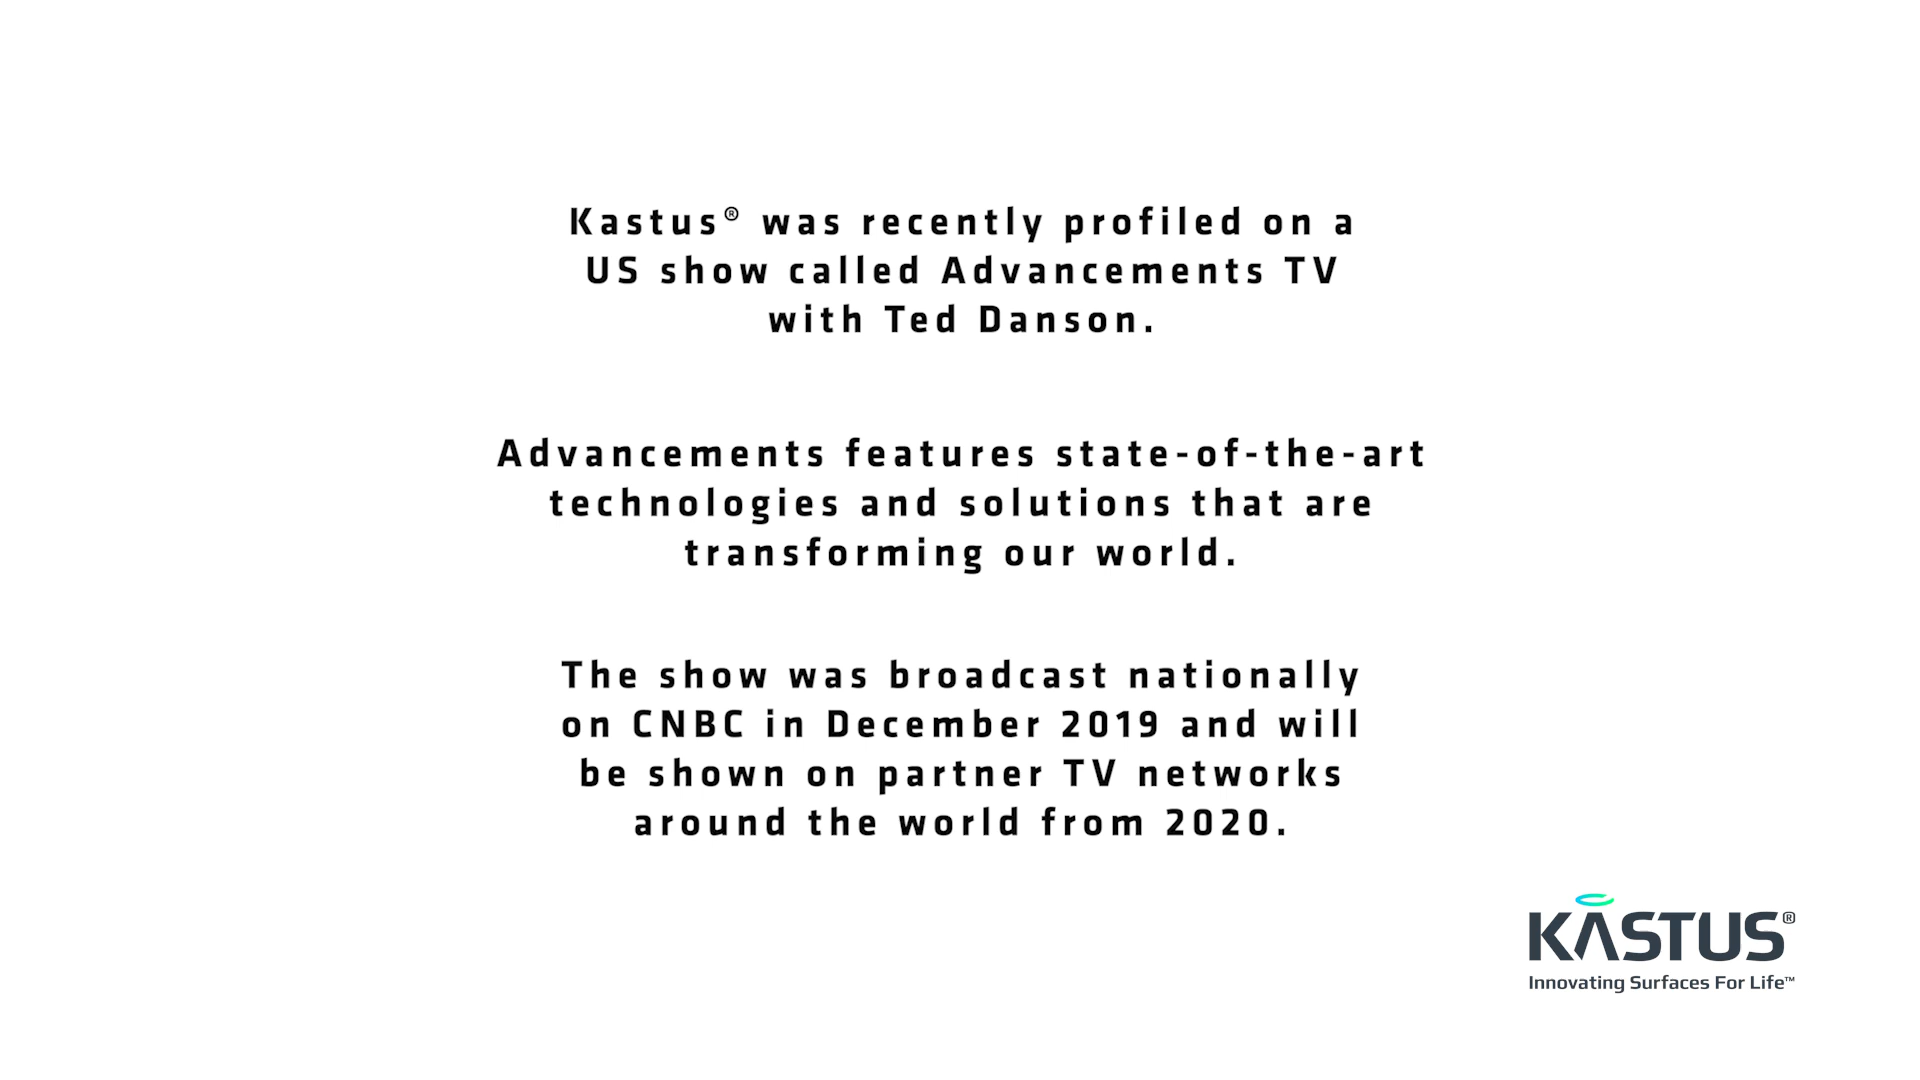 Kastus® was recently profiled on a
US show called Advancements TV
with Ted Danson.
Advancements features state-of-the-art
technologies and solutions that are
transforming our world.
The show was broadcast nationally
on CNBC in December 2019 and will
be shown on partner TV networks
around the world from 2020.
KASTUS®
Innovating Surfaces For Life™